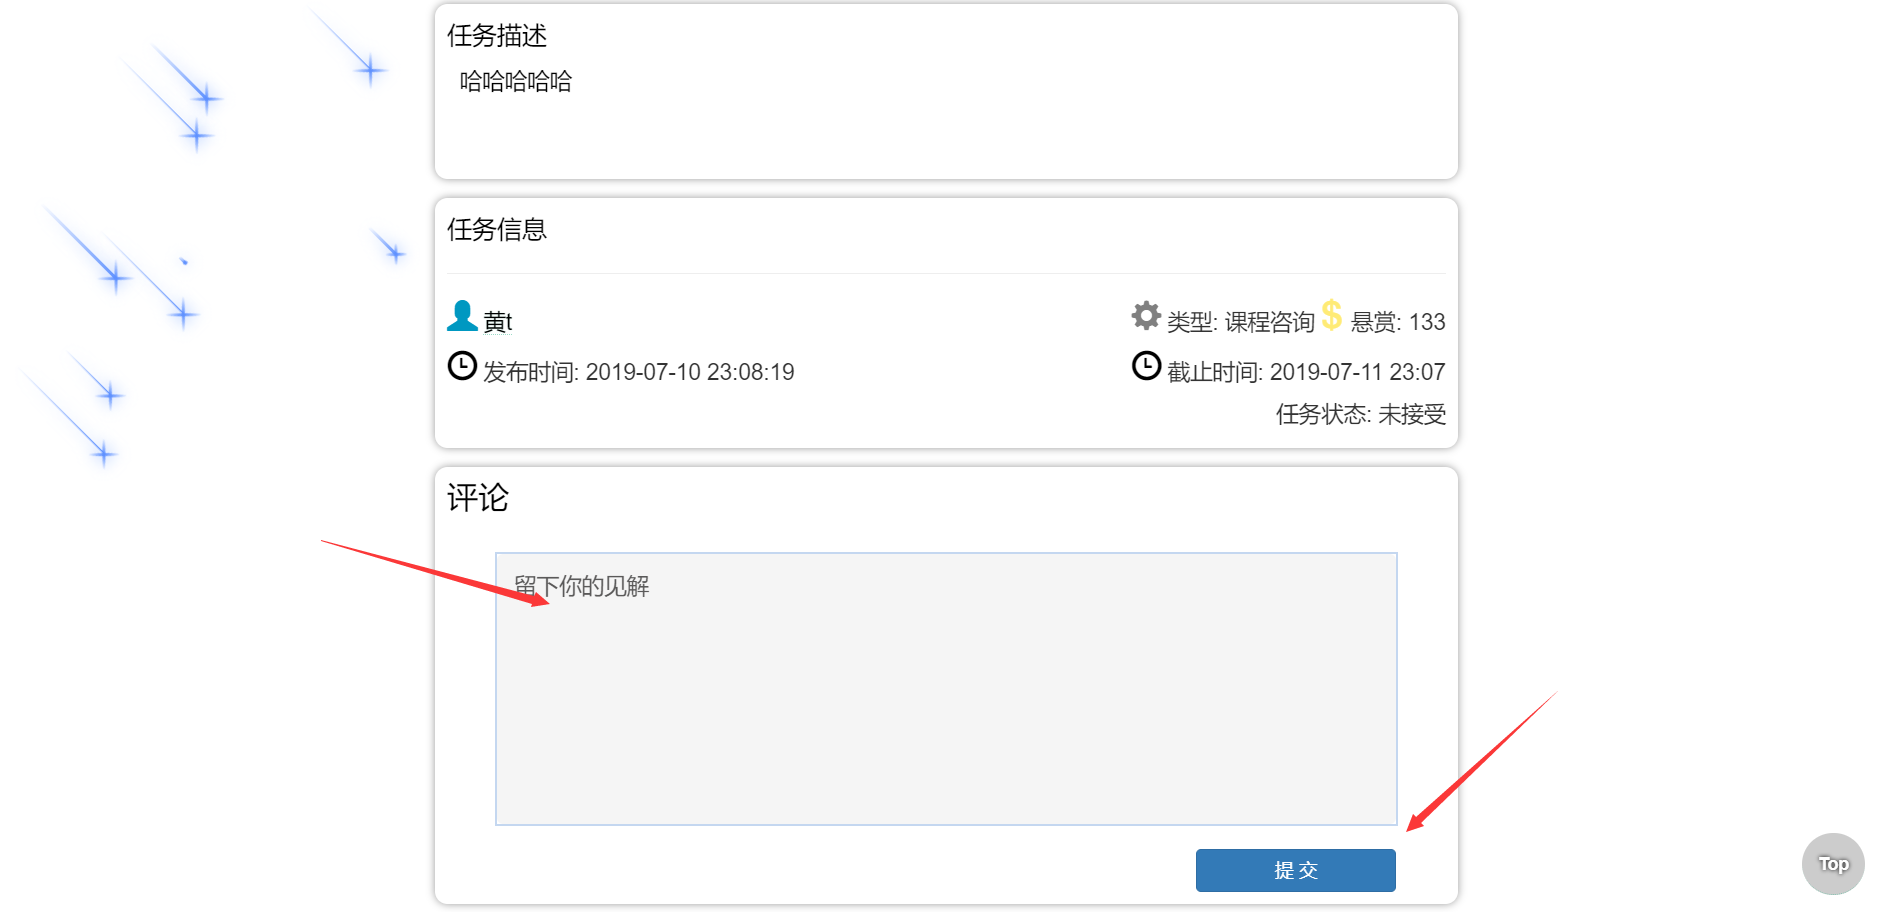 任务描述
哈哈哈哈哈
任务信息
黄t
类型: 课程咨询 $ 悬赏: 133
发布时间: 2019-07-10 23:08:19
截止时间: 2019-07-11 23:07
任务状态: 未接受
评论
留下你的见解
提交
Top